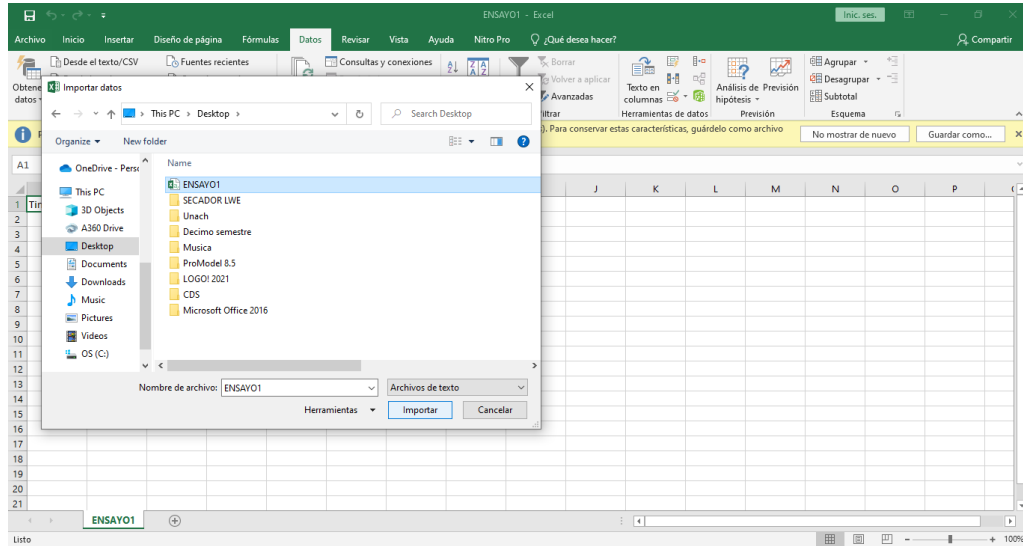 ENSAYO1 - Excel
Inic. ses.
Archivo Inicio Insertar Diseño de página Fórmulas Datos Revisar Vista Ayuda Nitro Pro ¿Qué desea hacer? Compartir
Desde el texto/CSV Fuentes recientes Consultas y conexiones Borrar Agrupar
Volver a aplicar Desagrupar
Avanzadas Subtotal
Texto en columnas Análisis de hipótesis Previsión
Herramientas de datos Previsión Esquema
Importar datos
This PC > Desktop >
Search Desktop
Organize New folder
). Para conservar estas características, guárdelo como archivo
No mostrar de nuevo Guardar como...
A1
OneDrive - Perso
This PC
3D Objects
A360 Drive
Desktop
Documents
Downloads
Music
Pictures
Videos
OS (C:)
Name
ENSAYO1
SECADOR LWE
Unach
Decimo semestre
Musica
ProModel 8.5
LOGO! 2021
CDS
Microsoft Office 2016
Nombre de archivo: ENSAYO1 Archivos de texto
Herramientas Importar Cancelar
J K L M N O P
1
2
3
4
5
6
7
8
9
10
11
12
13
14
15
16
17
18
19
20
21
ENSAYO1
Listo
100%